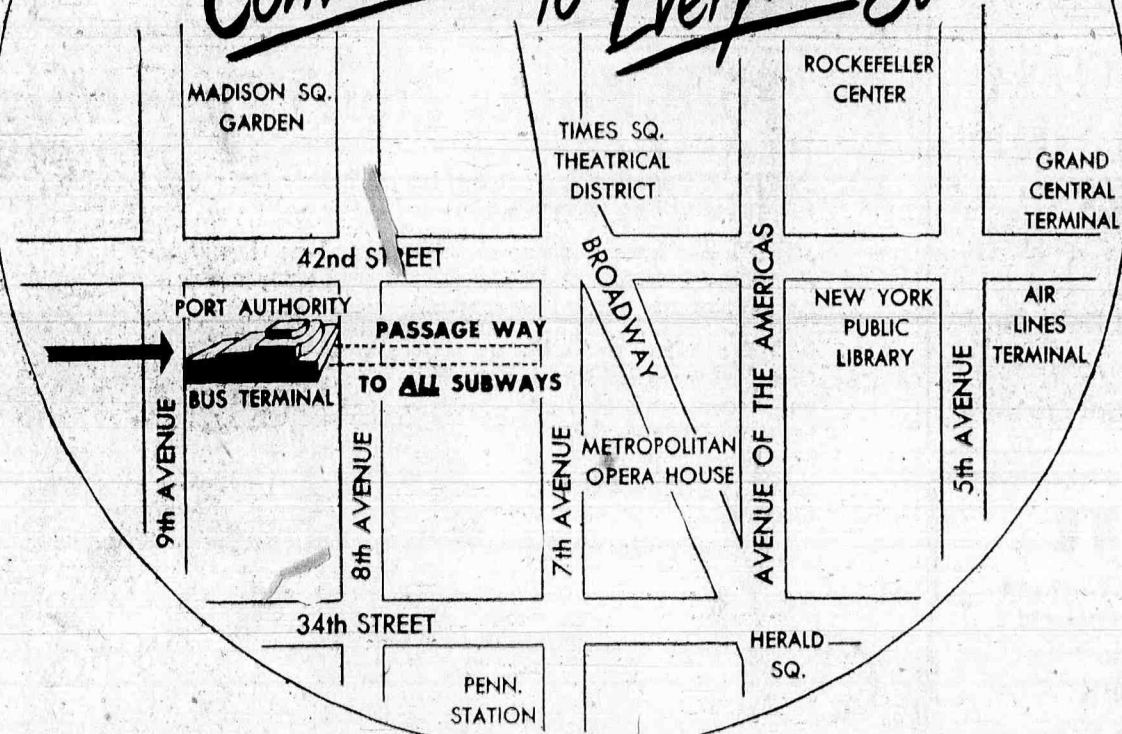 to
ROCKEFELLER
CENTER
MADISON SQ.
GARDEN
TIMES SQ.
THEATRICAL
DISTRICT
GRAND
CENTRAL
TERMINAL
42nd STREET
BROADWAY
AVENUE OF THE AMERICAS
PORT AUTHORITY
BUS TERMINAL
PASSAGE WAY
TO ALL SUBWAYS
NEW YORK
PUBLIC
LIBRARY
AIR
LINES
TERMINAL
9th AVENUE
8th AVENUE
7th AVENUE
METROPOLITAN
OPERA HOUSE
5th AVENUE
34th STREET
HERALD
SQ.
PENN.
STATION